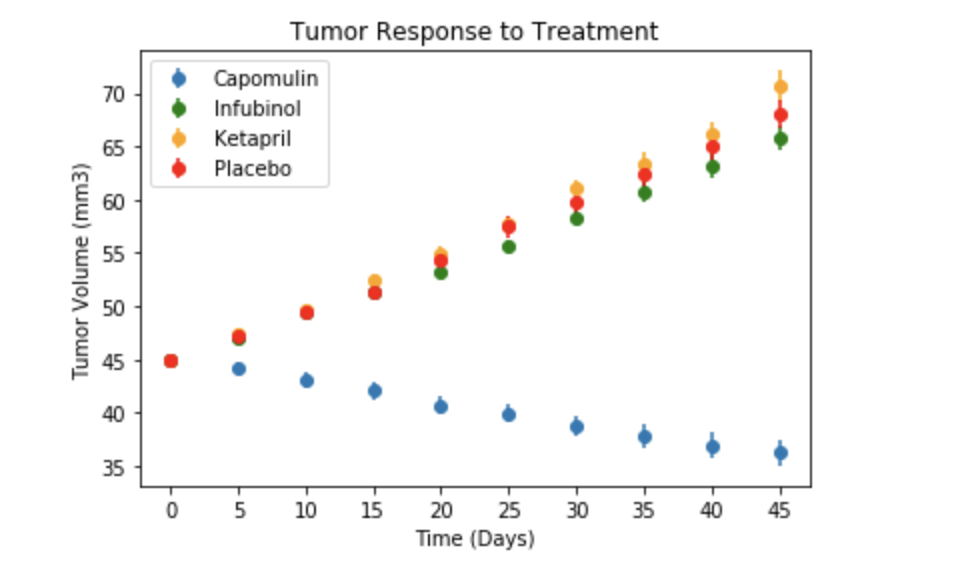 Tumor Response to Treatment
Capomulin
Infubinol
Ketapril
Placebo
Tumor Volume (mm3)
70
65
60
55
50
45
40
35
0 5 10 15 20 25 30 35 40 45
Time (Days)